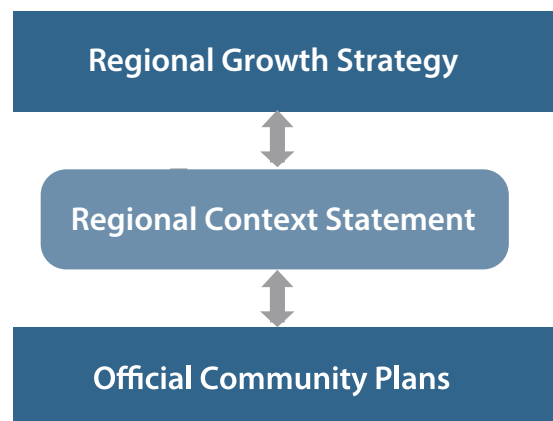 Regional Growth Strategy
Regional Context Statement
Official Community Plans